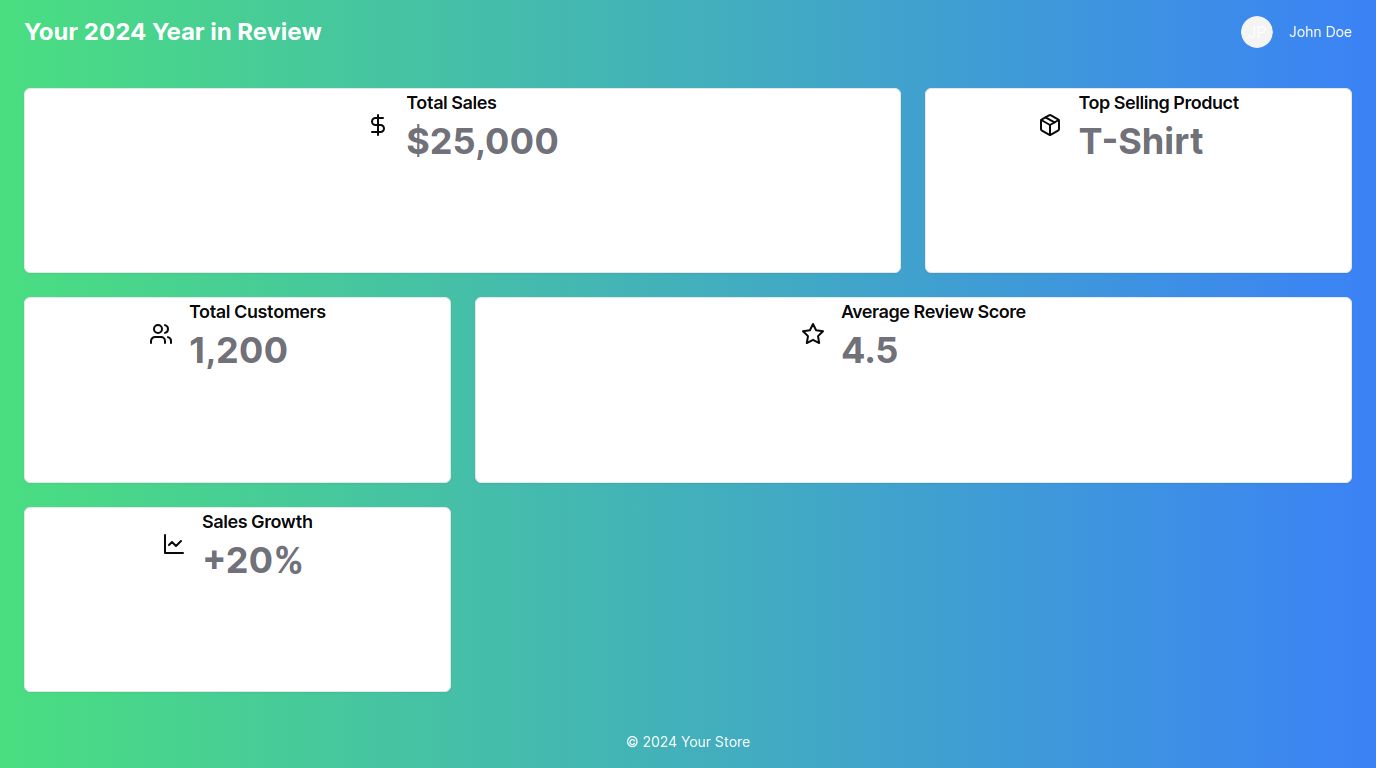 Your 2024 Year in Review
JP
John Doe
Total Sales
$25,000
Top Selling Product
T-Shirt
Total Customers
1,200
Average Review Score
4.5
Sales Growth
+20%
© 2024 Your Store